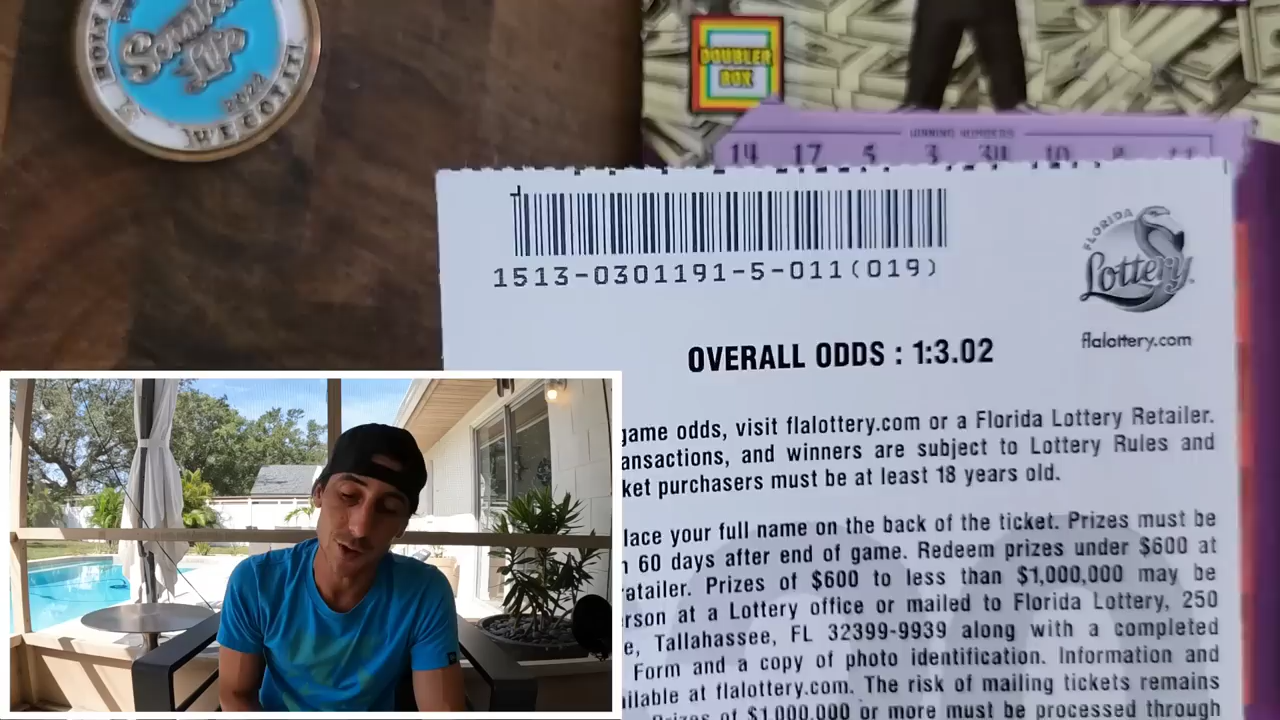 Scratch
Life
2022
DOUBLER
BOX
WINNING NUMBERS
14 17 5 3 34 10
1513-0301191-5-011(019)
FLORIDA
Lottery
flalottery.com
OVERALL ODDS : 1:3.02
game odds, visit flalottery.com or a Florida Lottery Retailer.
ansactions, and winners are subject to Lottery Rules and
ket purchasers must be at least 18 years old.
lace your full name on the back of the ticket. Prizes must be
60 days after end of game. Redeem prizes under $600 at
etailer. Prizes of $600 to less than $1,000,000 may be
erson at a Lottery office or mailed to Florida Lottery, 250
e, Tallahassee, FL 32399-9939 along with a completed
Form and a copy of photo identification. Information and
ailable at flalottery.com. The risk of mailing tickets remains
Prizes of $1,000,000 or more must be processed through